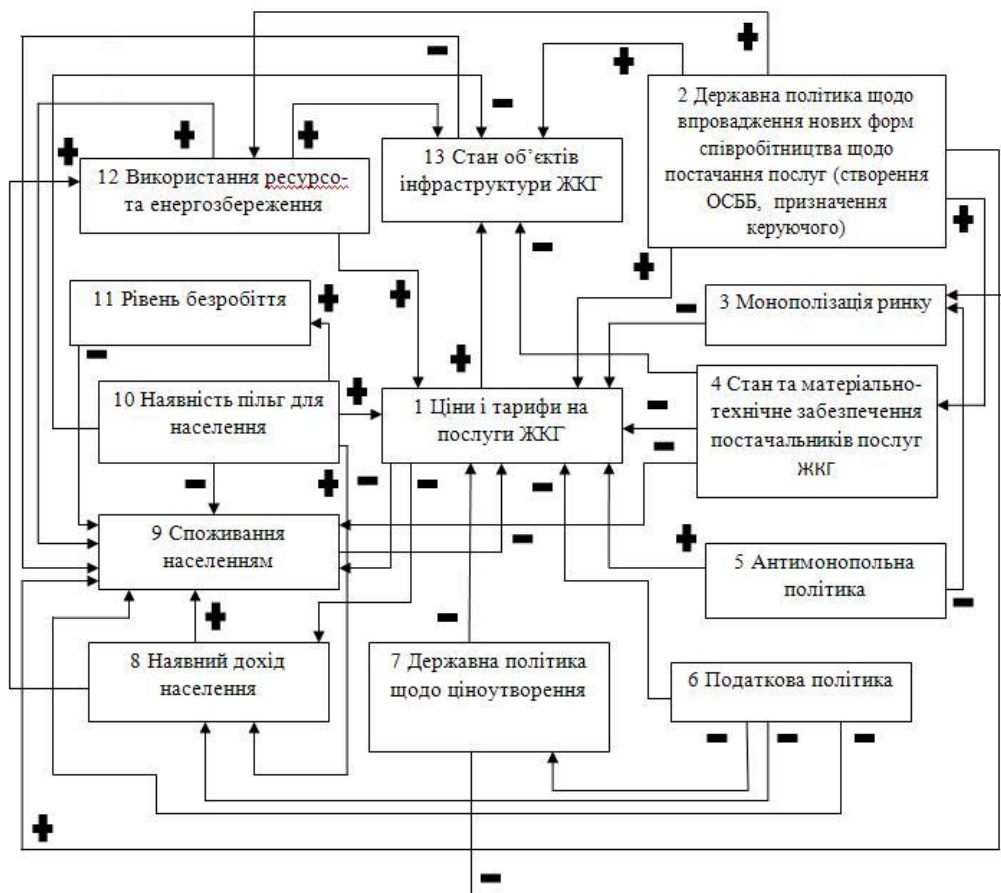 2 Державна політика щодо
впровадження нових форм
співробітництва щодо
постачання послуг (створення
ОСББ, призначення
керуючого)
13 Стан об’єктів
інфраструктури ЖКГ
12 Використання ресурсо-
та енергозбереження
11 Рівень безробіття
3 Монополізація ринку
10 Наявність пільг для
населення
1 Ціни і тарифи на
послуги ЖКГ
4 Стан та матеріально-
технічне забезпечення
постачальників послуг
ЖКГ
9 Споживання
населенням
5 Антимонопольна
політика
8 Наявний дохід
населення
7 Державна політика
щодо ціноутворення
6 Податкова політика